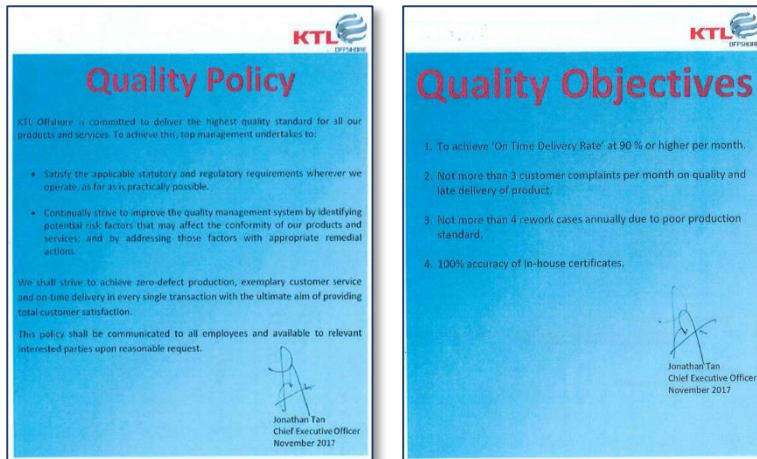 KTL
OFFSHORE
Quality Policy
KTL Offshore is committed to deliver the highest quality standard for all our
products and services. To achieve this, top management undertakes to:
• Satisfy the applicable statutory and regulatory requirements wherever we
operate, as far as is practically possible.
• Continually strive to improve the quality management system by identifying
potential risk factors that may affect the conformity of our products and
services; and by addressing those factors with appropriate remedial
actions.
We shall strive to achieve zero-defect production, exemplary customer service
and on-time delivery in every single transaction with the ultimate aim of providing
total customer satisfaction.
This policy shall be communicated to all employees and available to relevant
interested parties upon reasonable request.
Jonathan Tan
Chief Executive Officer
November 2017
KTL
OFFSHORE
Quality Objectives
1. To achieve 'On Time Delivery Rate' at 90 % or higher per month.
2. Not more than 3 customer complaints per month on quality and
late delivery of product.
3. Not more than 4 rework cases annually due to poor production
standard.
4. 100% accuracy of in-house certificates.
Jonathan Tan
Chief Executive Officer
November 2017